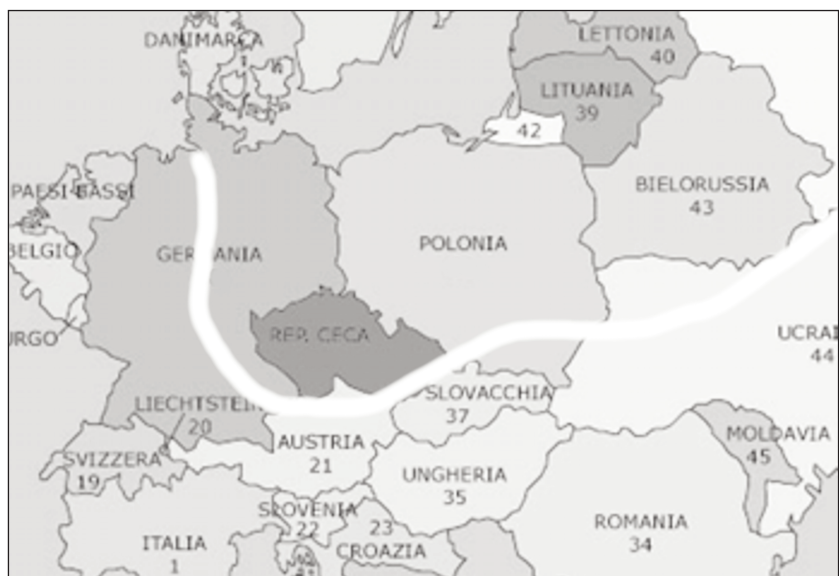 DANIMARCA
LETTONIA
40
LITUANIA
39
42
PAESI BASSI
BIELORUSSIA
43
BELGIO
GERMANIA
POLONIA
URGO
REP. CECA
UCRAI
44
LIECHTSTEIN
20
SLOVACCHIA
37
SVIZZERA
19
AUSTRIA
21
MOLDAVIA
45
UNGHERIA
35
SLOVENIA
22
23
CROAZIA
ROMANIA
34
ITALIA
1